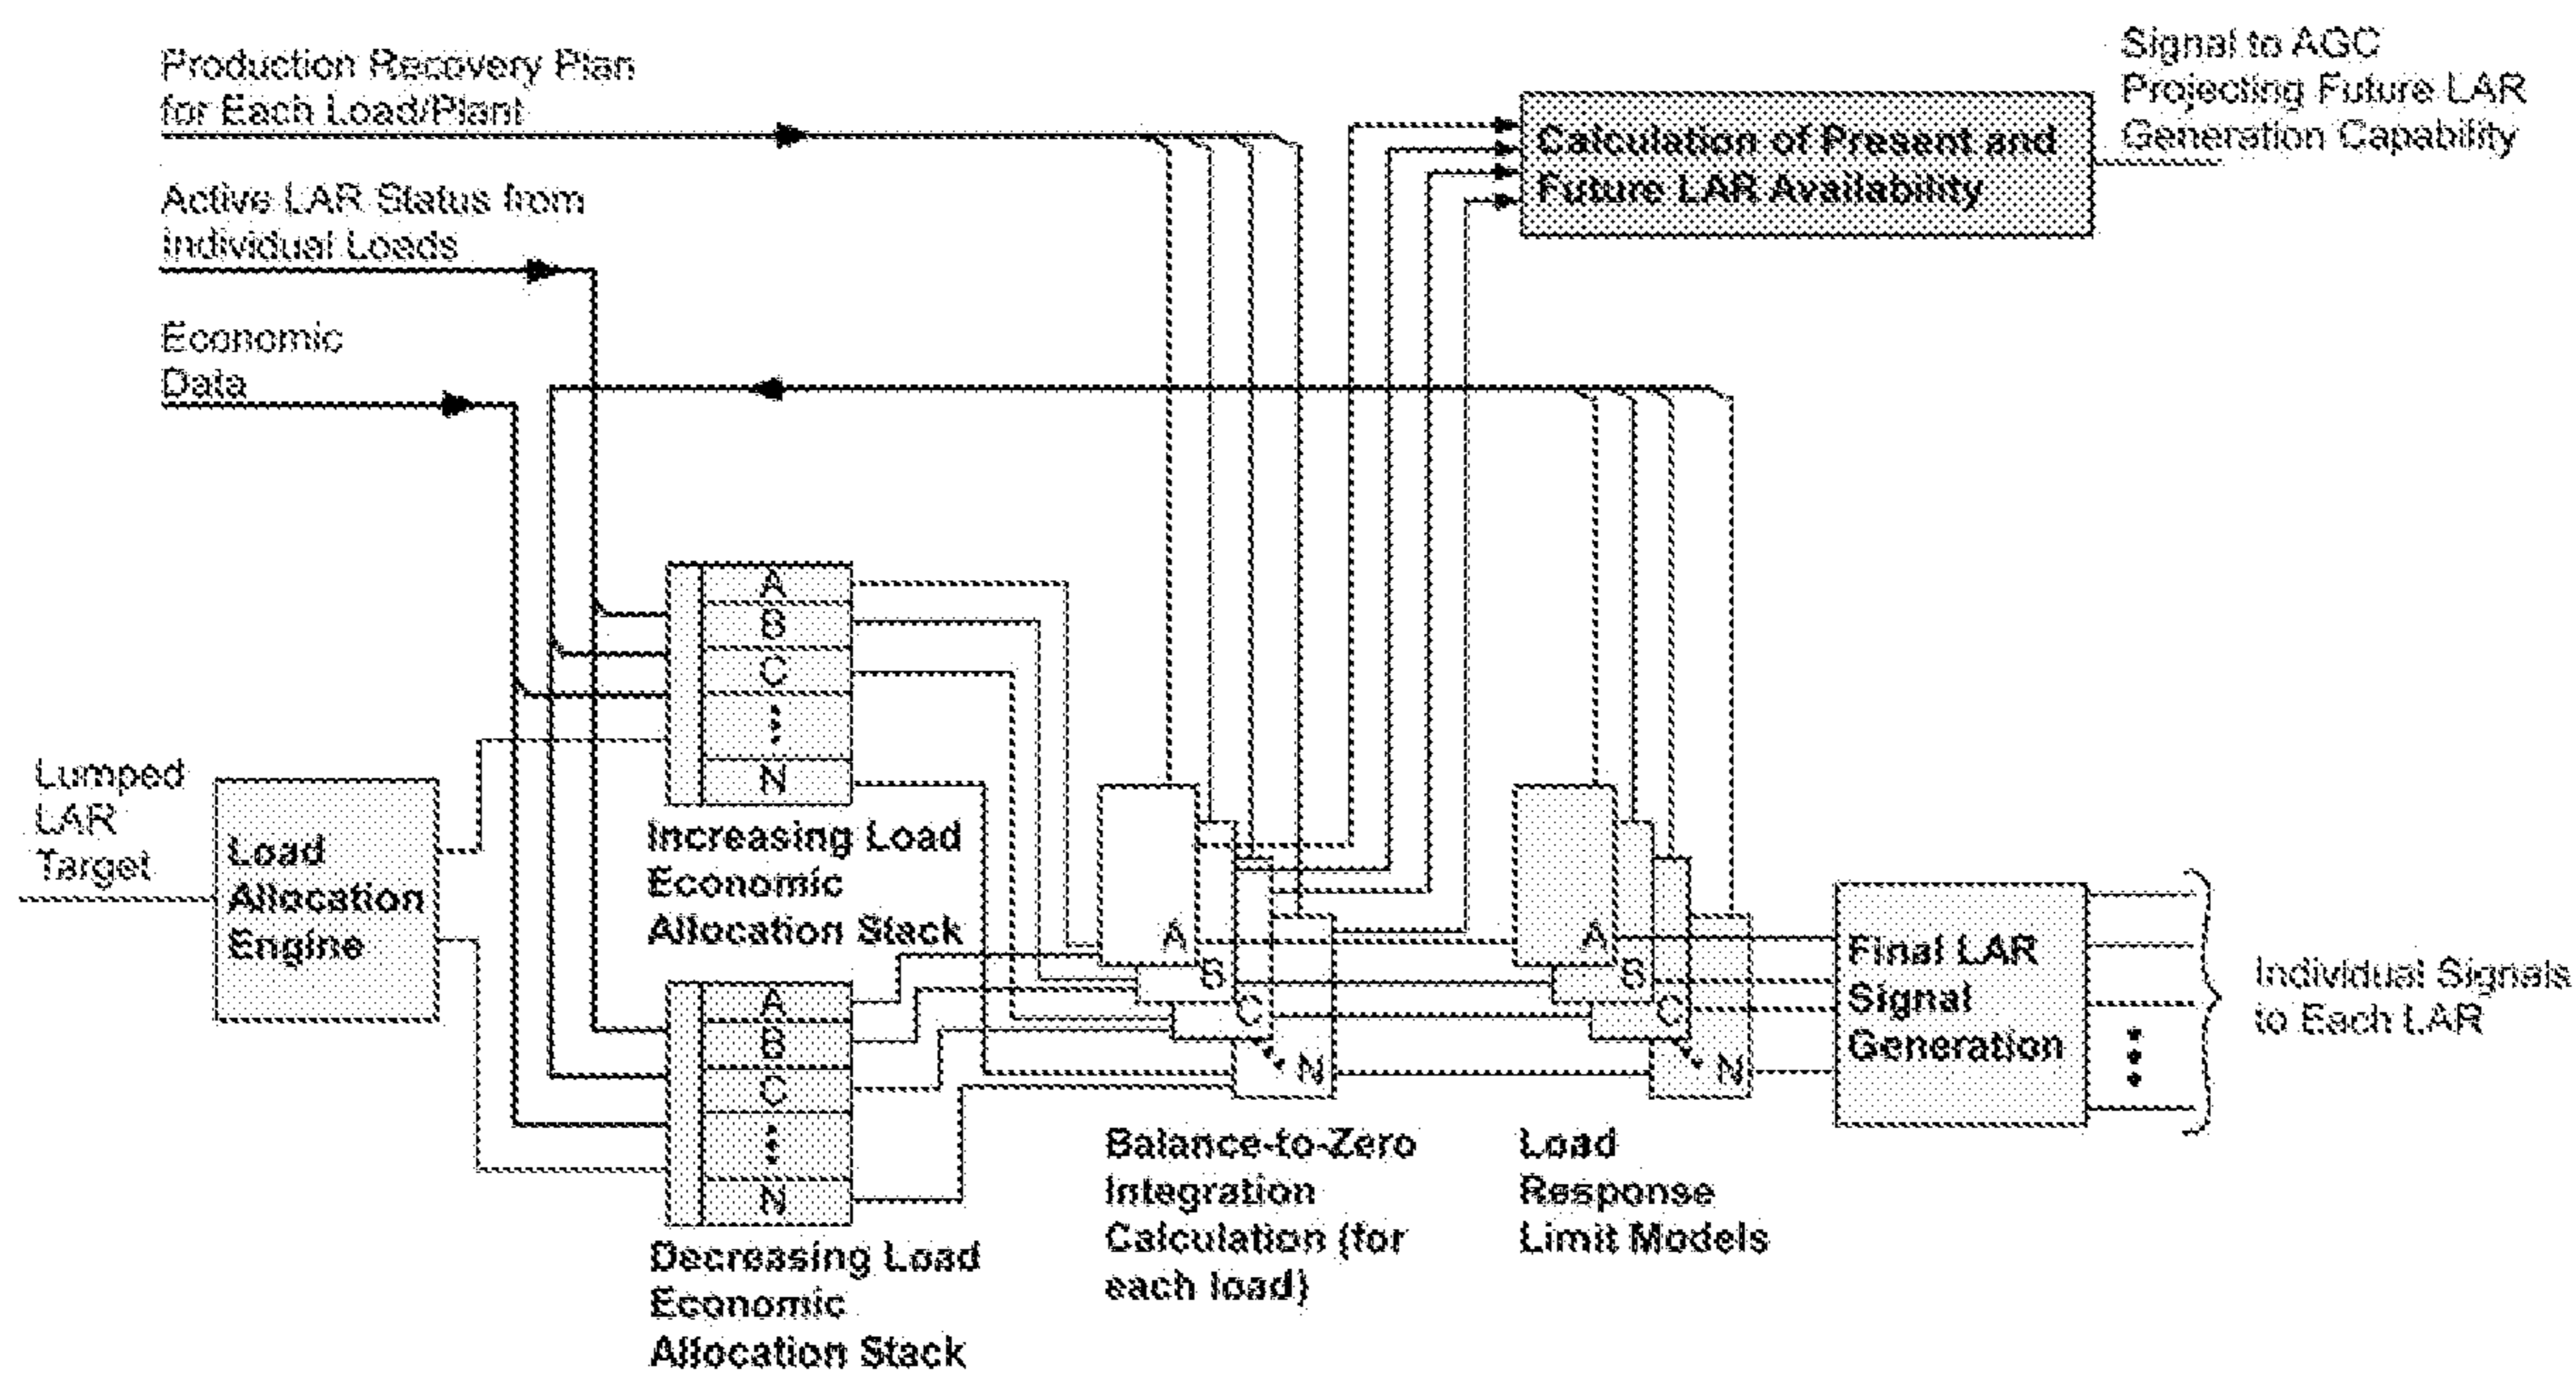 Production Recovery Plan
for Each Load/Plant
Active LAR Status from
Individual Loads
Economic
Data
Signal to AGC
Projecting Future LAR
Generation Capability
Calculation of Present and
Future LAR Availability
Lumped
LAR
Target
Load
Allocation
Engine
A
B
C
N
Increasing Load
Economic
Allocation Stack
A
B
C
N
Decreasing Load
Economic
Allocation Stack
A
B
C
N
Balance-to-Zero
Integration
Calculation (for
each load)
A
B
C
N
Load
Response
Limit Models
Final LAR
Signal
Generation
Individual Signals
to Each LAR